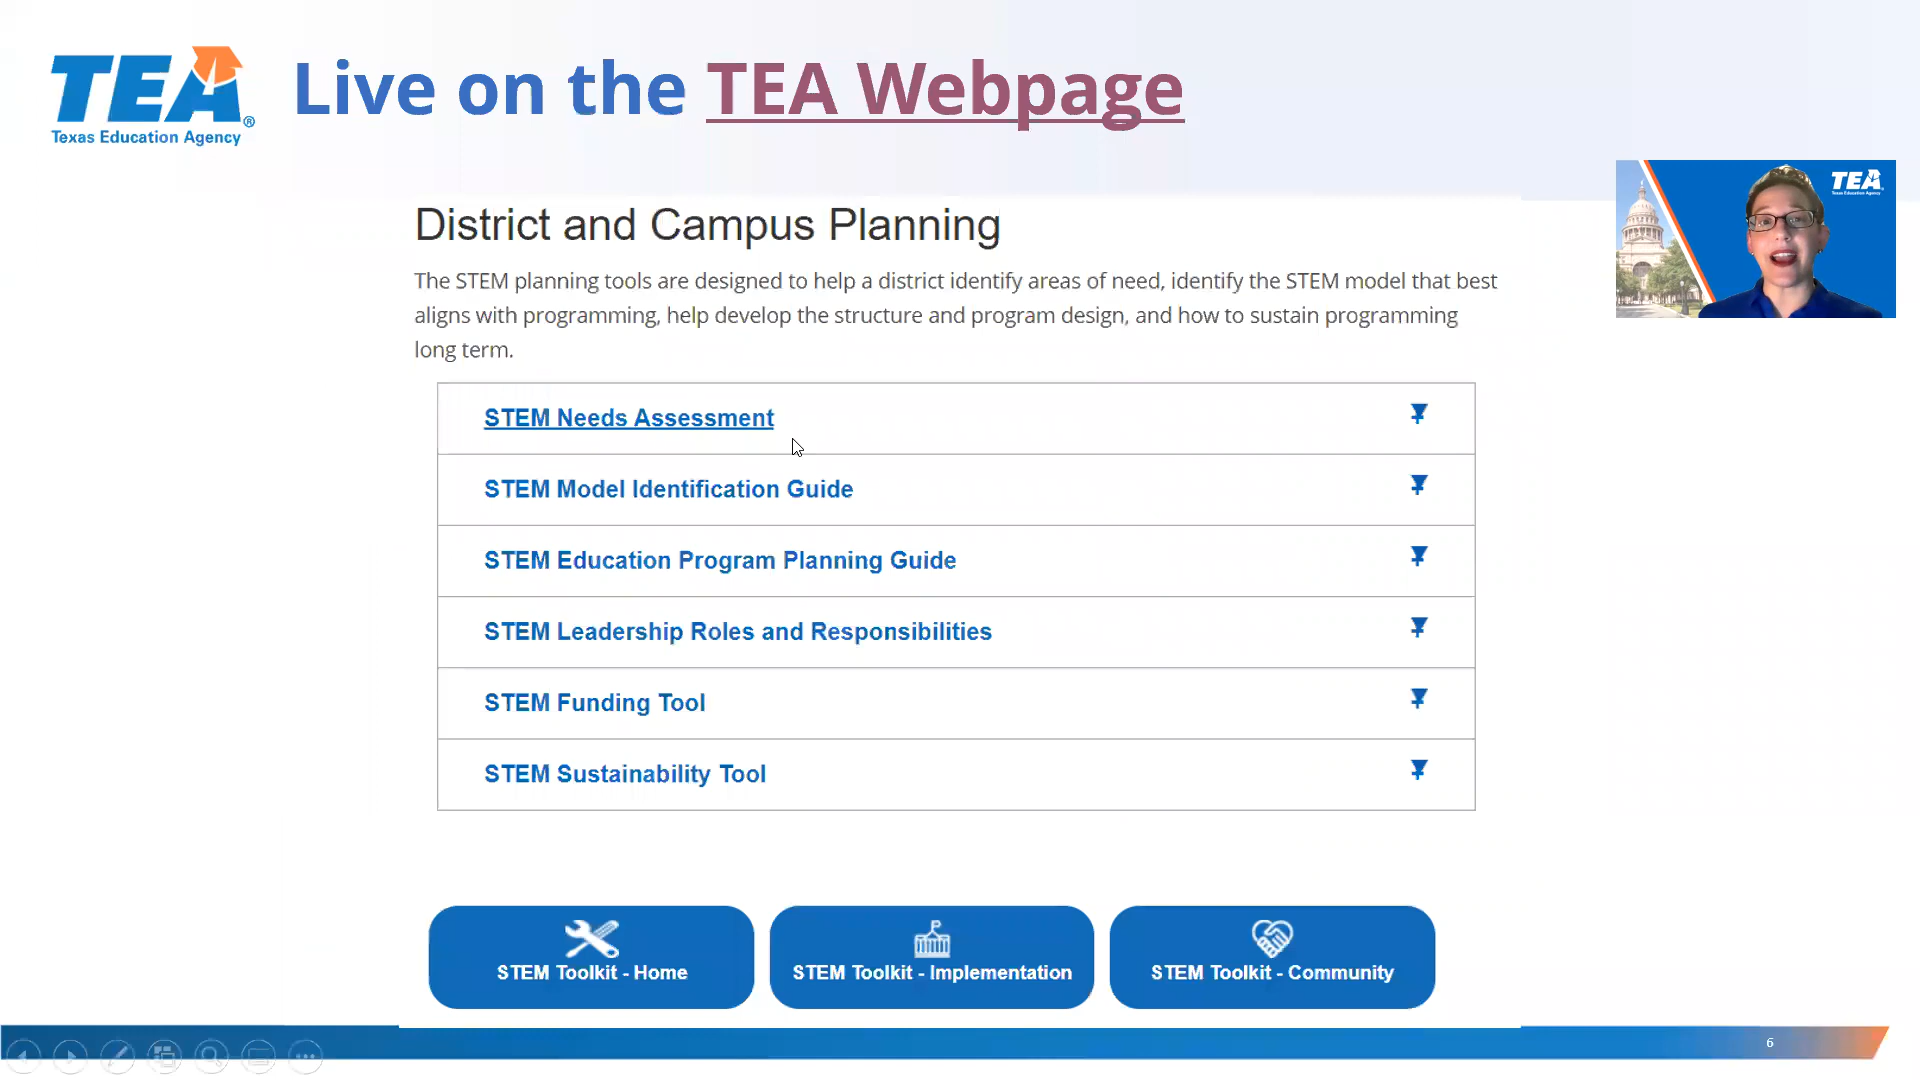 TEA®
Texas Education Agency
Live on the TEA Webpage
TEA
Texas Education Agency
District and Campus Planning
The STEM planning tools are designed to help a district identify areas of need, identify the STEM model that best
aligns with programming, help develop the structure and program design, and how to sustain programming
long term.
STEM Needs Assessment
STEM Model Identification Guide
STEM Education Program Planning Guide
STEM Leadership Roles and Responsibilities
STEM Funding Tool
STEM Sustainability Tool
STEM Toolkit - Home
STEM Toolkit - Implementation
STEM Toolkit - Community
6